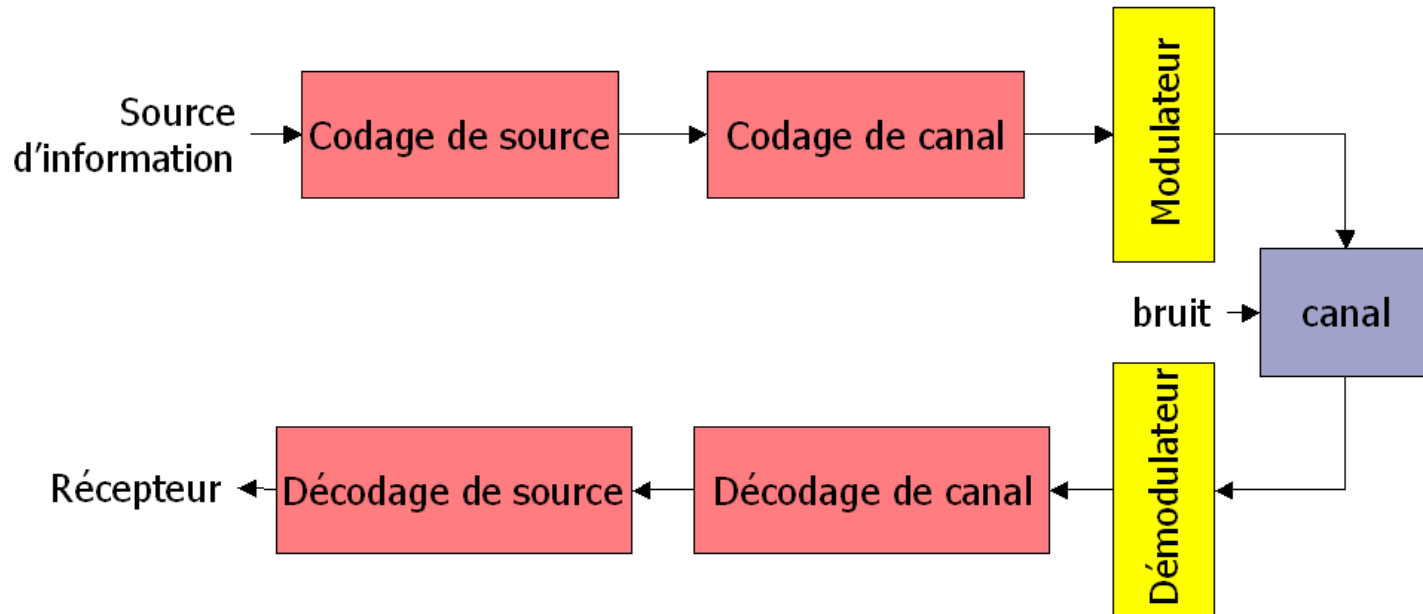 Source
d'information
Codage de source
Codage de canal
Modulateur
bruit
canal
Démodulateur
Décodage de canal
Décodage de source
Récepteur